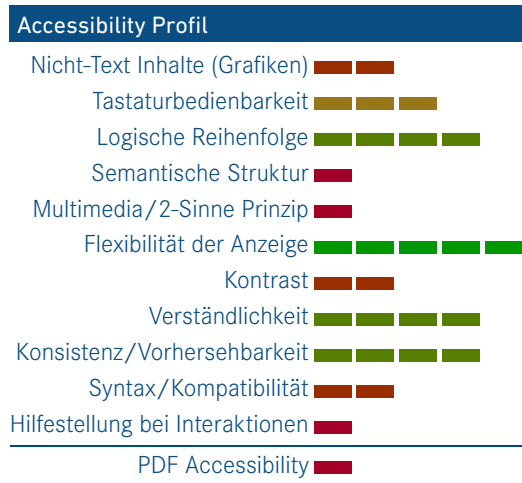 Accessibility Profil
Nicht-Text Inhalte (Grafiken)
Tastaturbedienbarkeit
Logische Reihenfolge
Semantische Struktur
Multimedia/2-Sinne Prinzip
Flexibilität der Anzeige
Kontrast
Verständlichkeit
Konsistenz/Vorhersehbarkeit
Syntax/Kompatibilität
Hilfestellung bei Interaktionen
PDF Accessibility